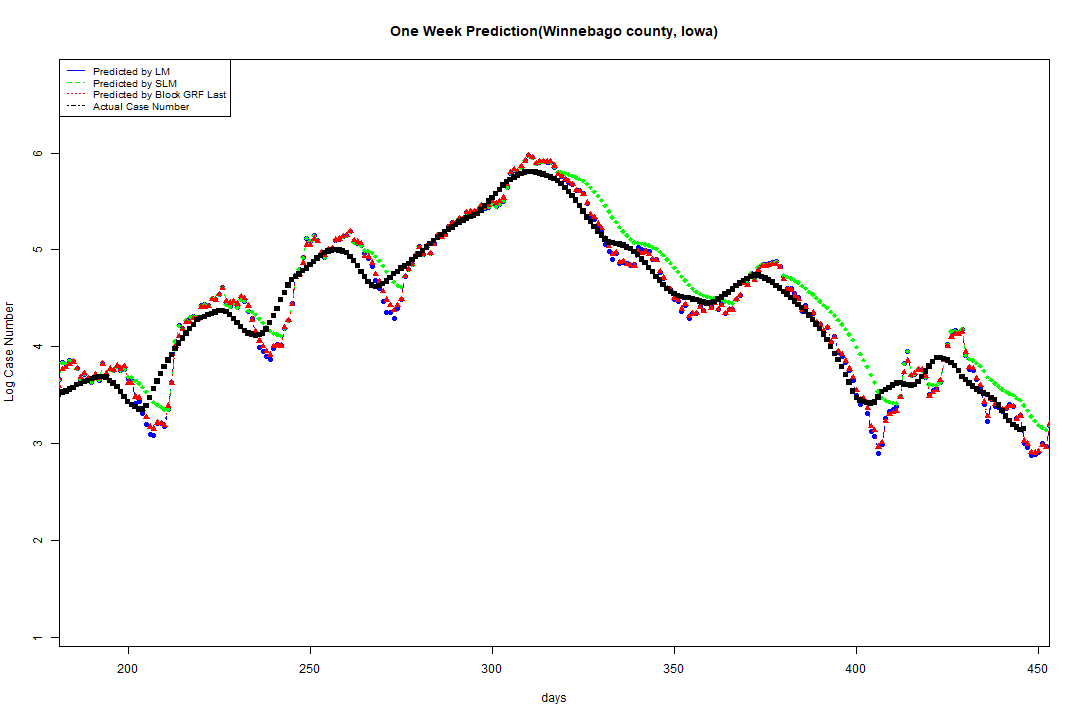 One Week Prediction(Winnebago county, Iowa)
Predicted by LM
Predicted by SLM
Predicted by Block GRF Last
Actual Case Number
6
5
4
3
2
1
Log Case Number
200 250 300 350 400 450
days